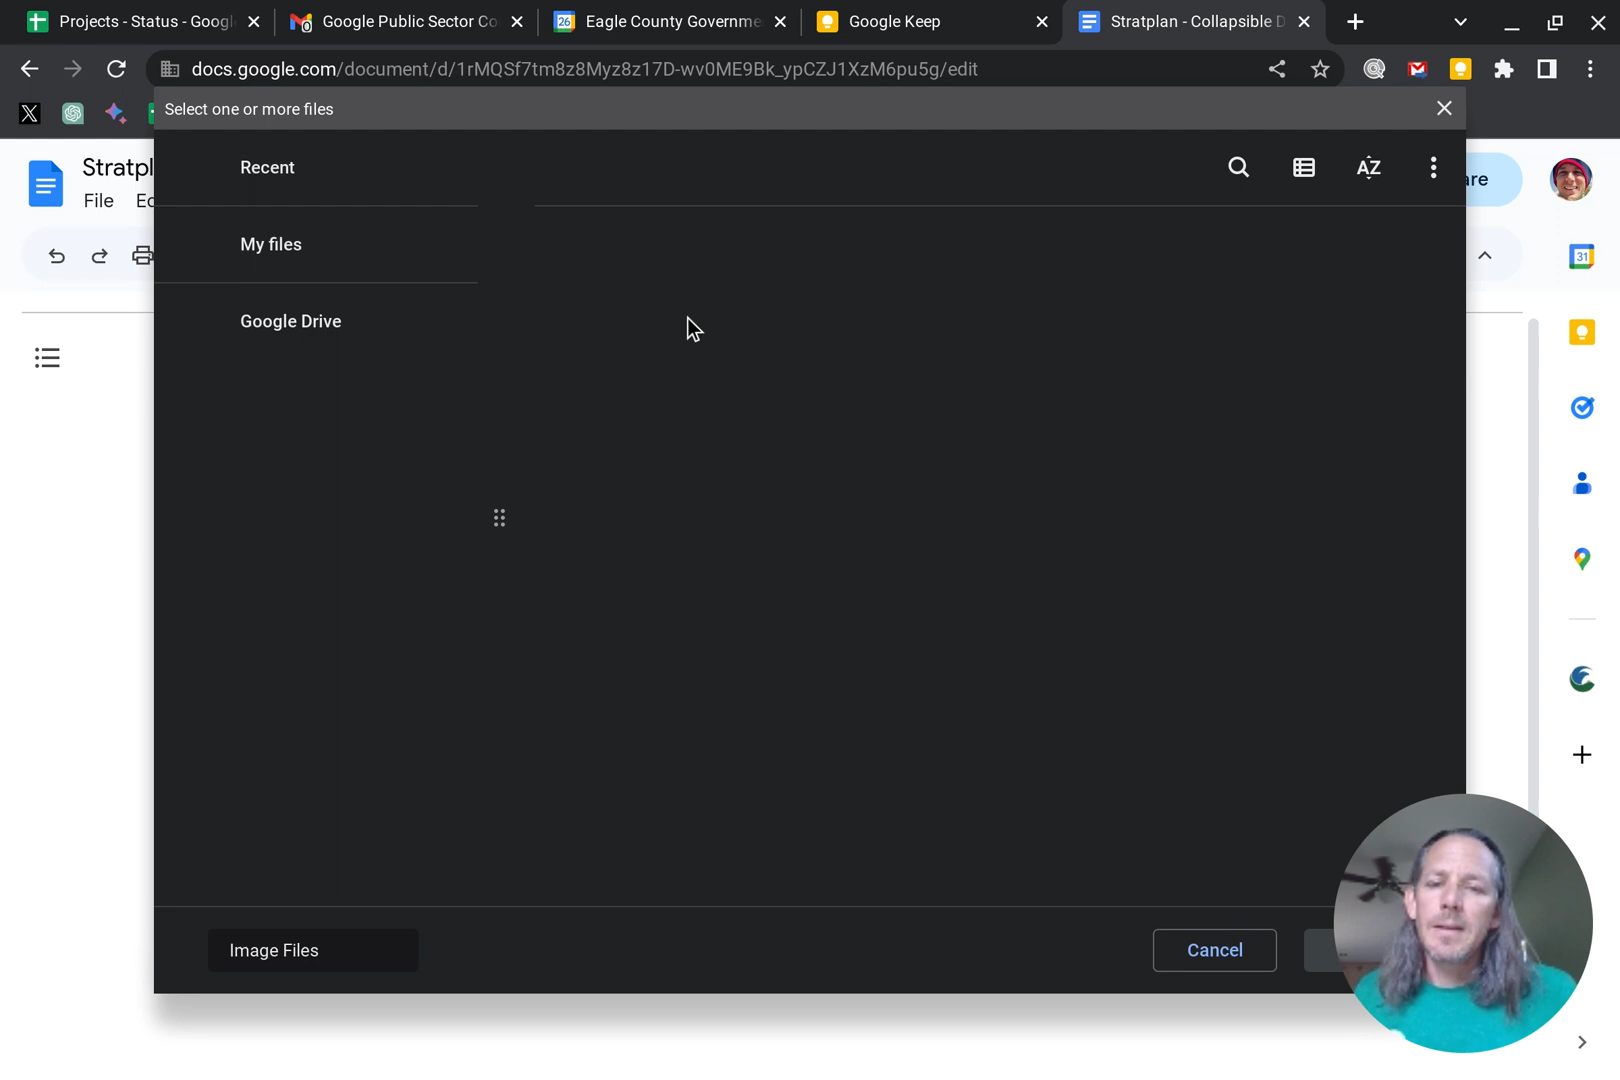 Projects - Status - Googl
Google Public Sector Co
26
Eagle County Governme
Google Keep
Stratplan - Collapsible D
docs.google.com/document/d/1rMQSf7tm8z8Myz8z17D-wv0ME9Bk_ypCZJ1XzM6pu5g/edit
Select one or more files
Stratpl
File
Recent
AZ
My files
31
Google Drive
Image Files
Cancel